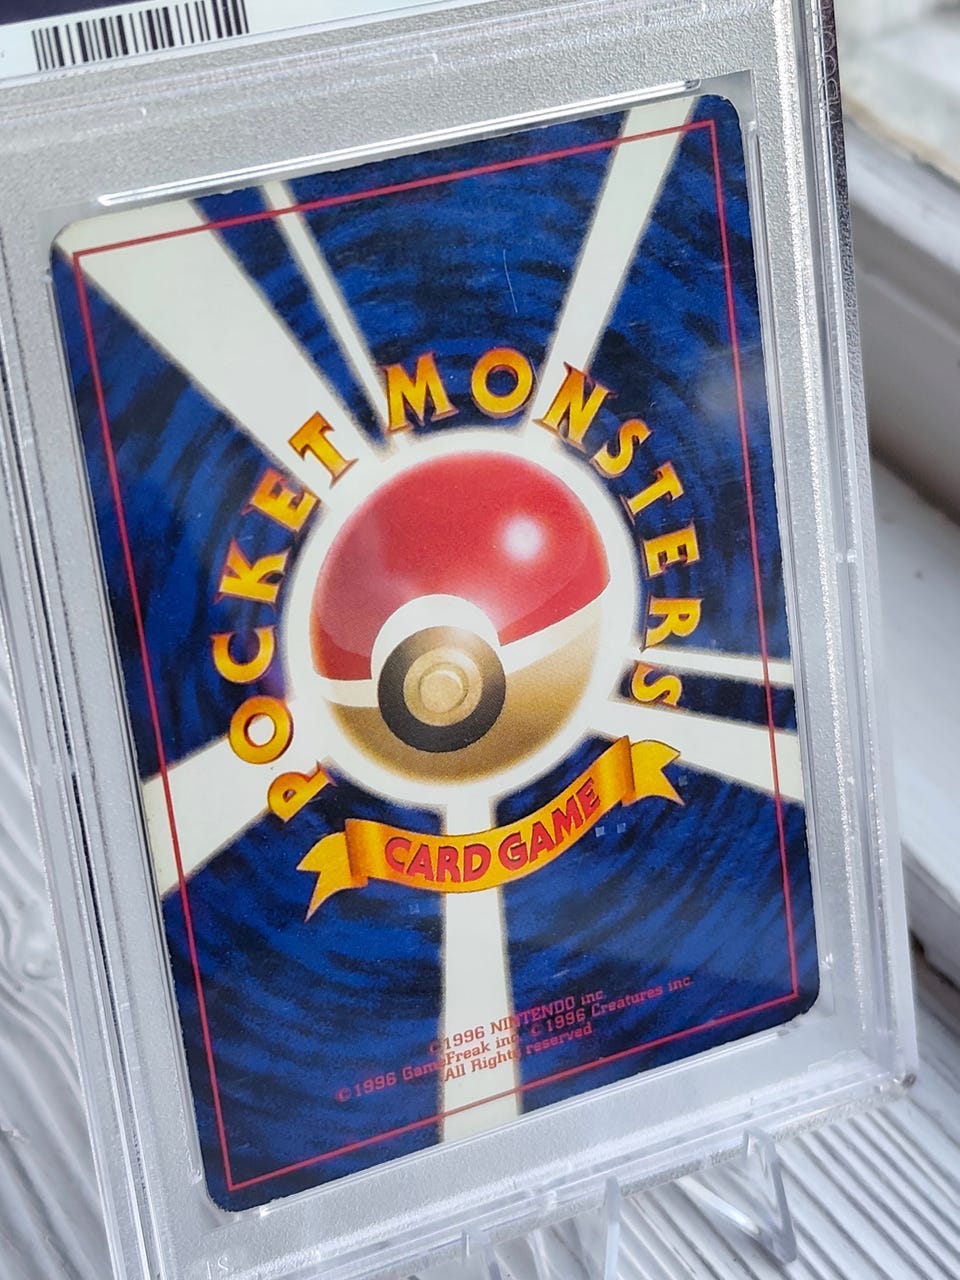 POCKET MONSTERS
CARD GAME
©1996 NINTENDO inc.
©1996 GameFreak inc. ©1996 Creatures inc.
All Rights reserved